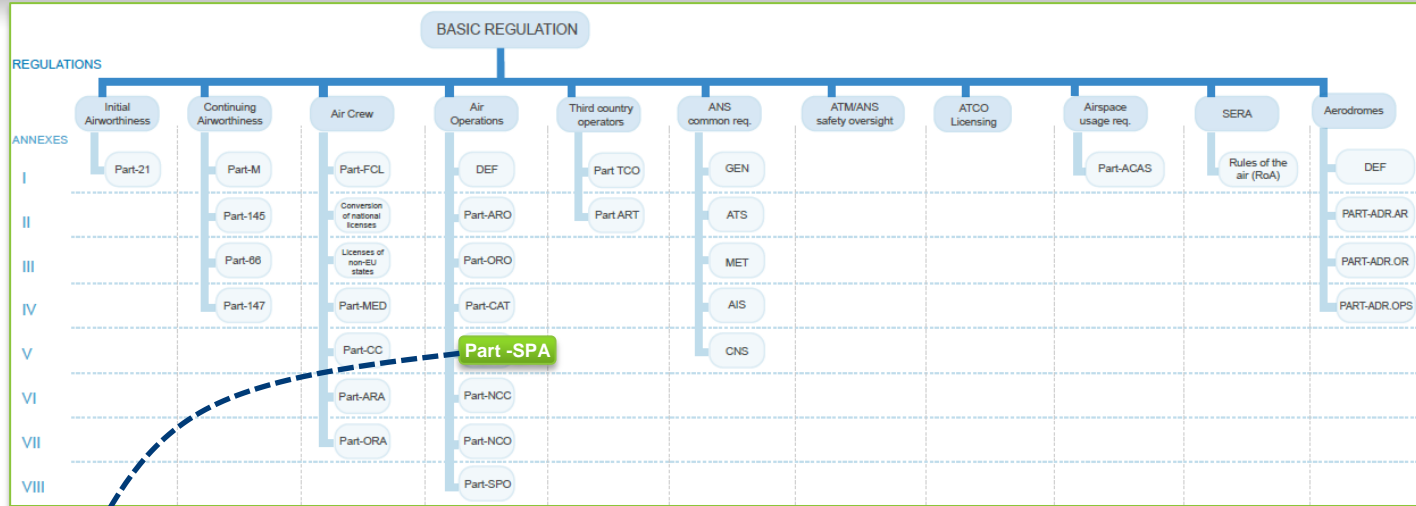 BASIC REGULATION
REGULATIONS
Initial
Airworthiness
Continuing
Airworthiness
Air Crew
Air
Operations
Third country
operators
ANS
common req.
ATM/ANS
safety oversight
ATCO
Licensing
Airspace
usage req.
SERA
Aerodromes
ANNEXES
I
Part-21
Part-M
Part-FCL
DEF
Part TCO
GEN
Part-ACAS
Rules of the
air (RoA)
DEF
II
Part-145
Conversion
of national
licenses
Part-ARO
Part ART
ATS
PART-ADR.AR
III
Part-66
Licenses of
non-EU
states
Part-ORO
MET
PART-ADR.OR
IV
Part-147
Part-MED
Part-CAT
AIS
PART-ADR.OPS
V
Part-CC
Part -SPA
CNS
VI
Part-ARA
Part-NCC
VII
Part-ORA
Part-NCO
VIII
Part-SPO